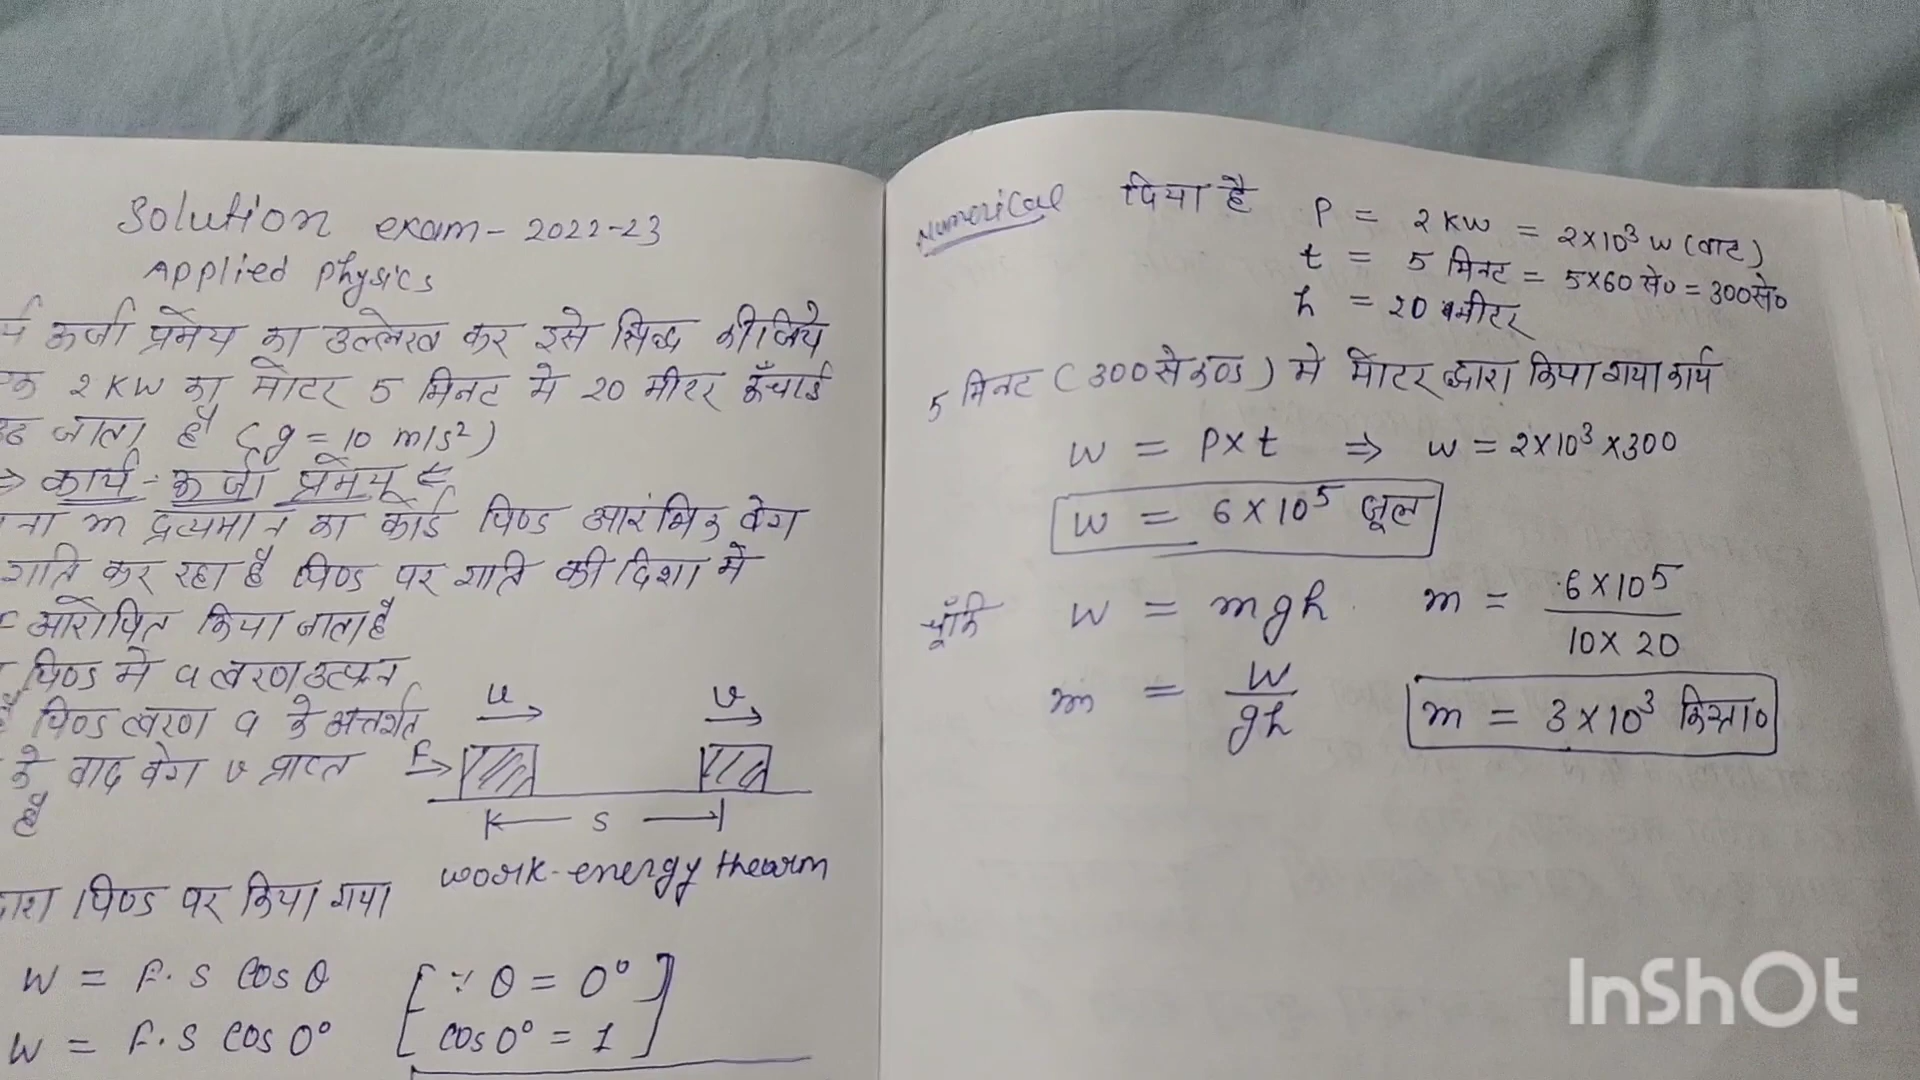 Solution exam - 2022-23
Applied physics
ऊर्जा प्रमेय का उल्लेख कर इसे सिद्ध कीजिये
2 KW का मोटर 5 मिनट मे 20 मीटर ऊँचाई
जाता है (g = 10 m/s²)
⇒ कार्य - ऊर्जा प्रमेय
m द्रव्यमान का कोई पिण्ड आरंभिक वेग
गति कर रहा है पिण्ड पर गति की दिशा मे
F आरोपित किया जाता है
पिण्ड मे a त्वरण उत्पन्न
पिण्ड त्वरण a के अन्तर्गत
के बाद वेग v प्राप्त
है
u v
F
S
work-energy thearm
द्वारा पिण्ड पर किया गया
W = F.S cos θ [∵ θ = 0°]
W = F.S cos 0° [cos 0° = 1]
Numerical दिया है P = 2 KW = 2×10³ W (वाट)
t = 5 मिनट = 5×60 से० = 300 से०
h = 20 मीटर
5 मिनट (300 सेकण्ड) मे मोटर द्वारा किया गया कार्य
W = P×t ⇒ W = 2×10³×300
W = 6×10⁵ जूल
चूँकि W = mgh m = 6×10⁵ / 10×20
m = W / gh m = 3×10³ किग्रा०
InShOt